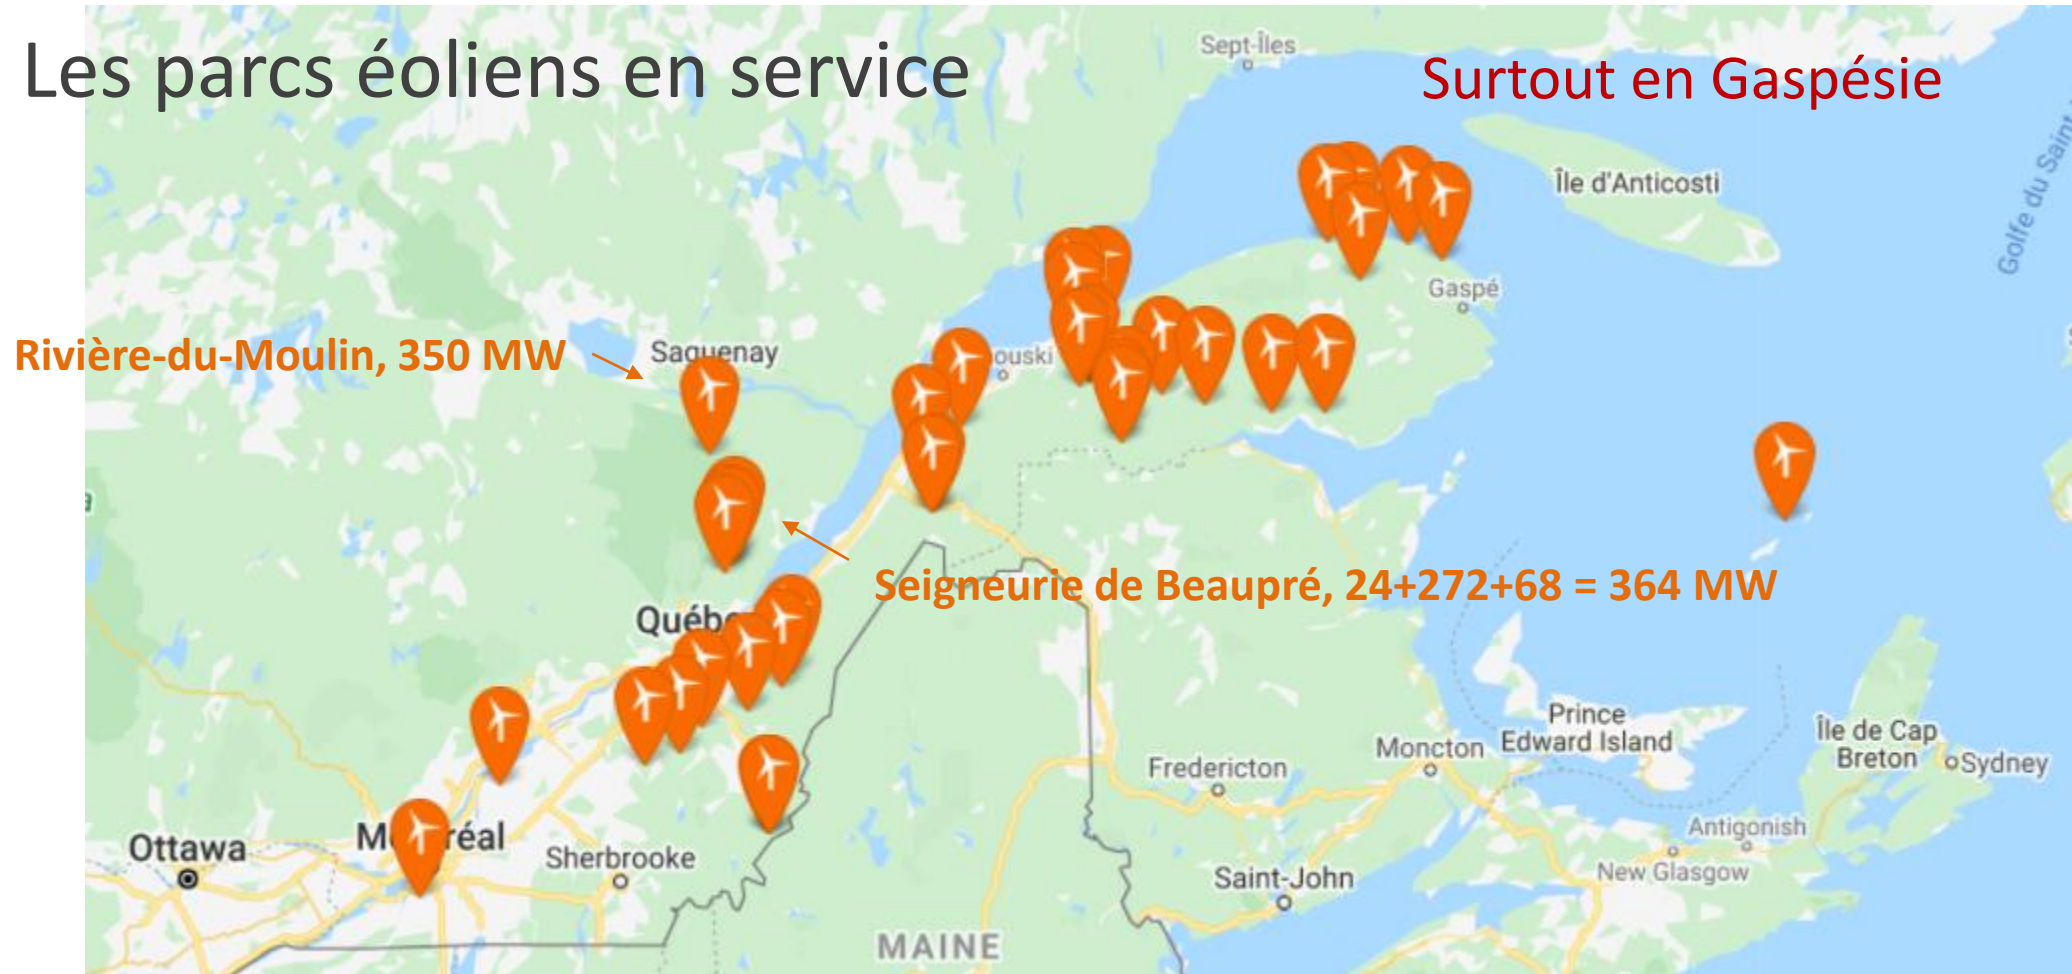 Les parcs éoliens en service
Surtout en Gaspésie
Sept-Îles
Île d'Anticosti
Golfe du Saint
Gaspé
Rivière-du-Moulin, 350 MW
Saguenay
ouski
Seigneurie de Beaupré, 24+272+68 = 364 MW
Québ
Prince
Edward Island
Île de Cap
Breton
Sydney
Moncton
Fredericton
Antigonish
New Glasgow
Ottawa
M réal
Sherbrooke
Saint-John
MAINE